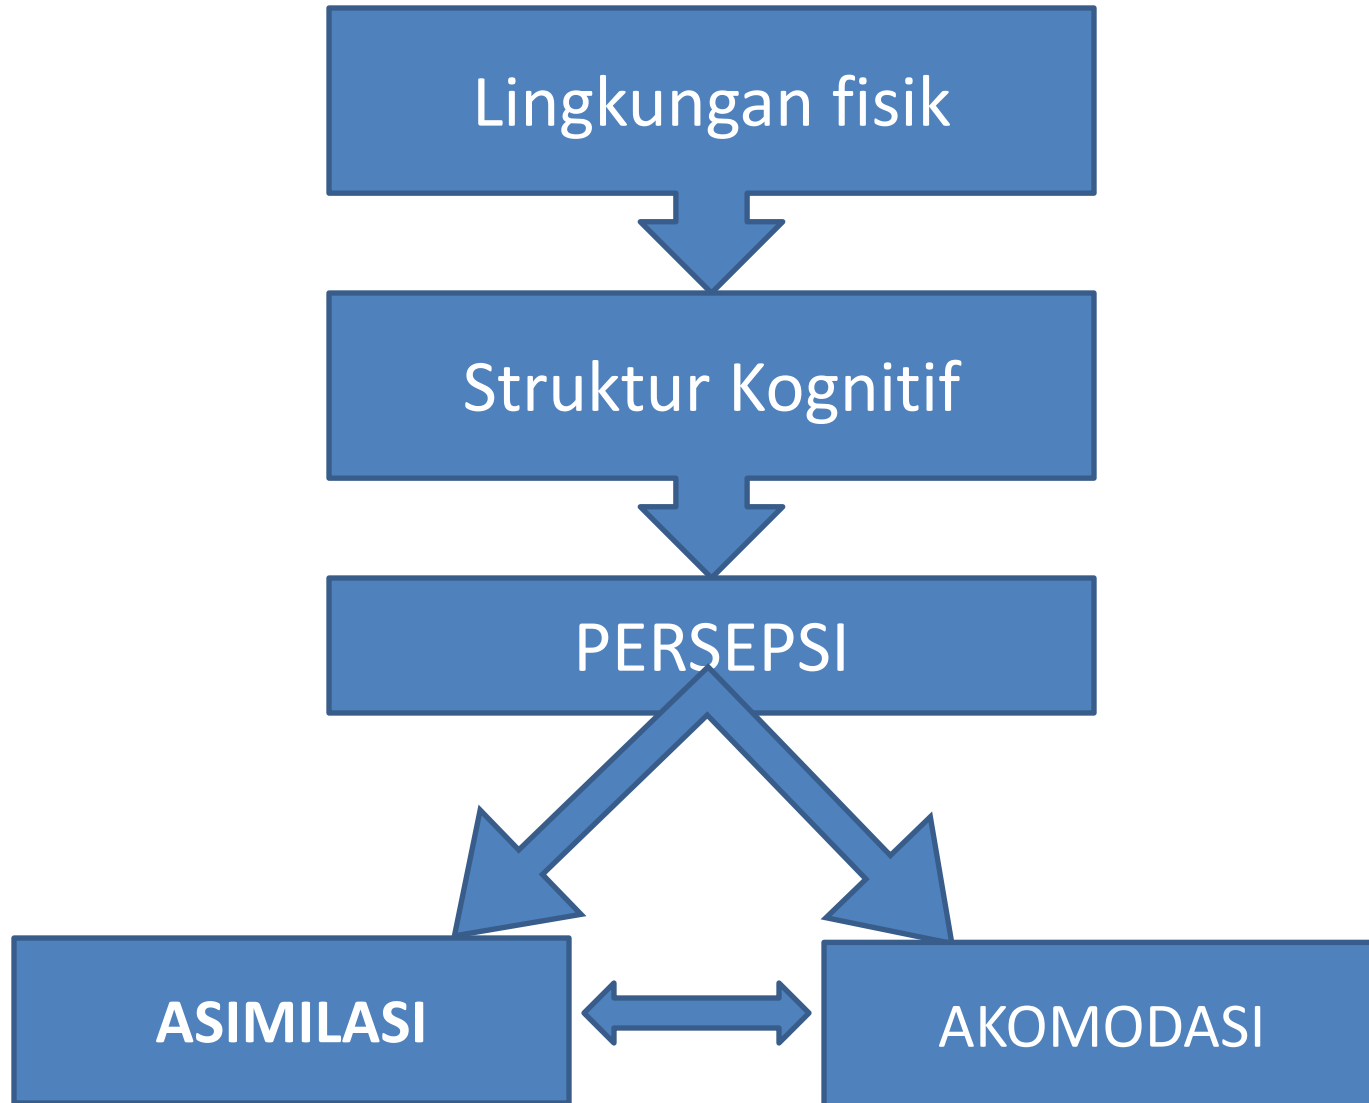 Lingkungan fisik
Struktur Kognitif
PERSEPSI
ASIMILASI
AKOMODASI